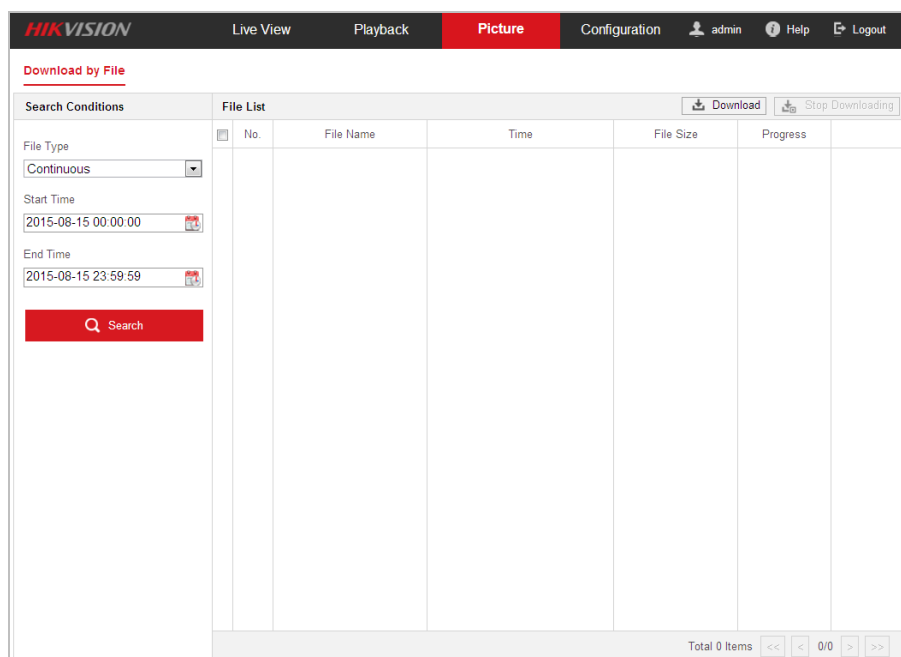 HIKVISION Live View Playback Picture Configuration admin Help Logout
Download by File
Search Conditions
File List Download Stop Downloading
No. File Name Time File Size Progress
File Type
Continuous
Start Time
2015-08-15 00:00:00
End Time
2015-08-15 23:59:59
Search
Total 0 Items << < 0/0 > >>